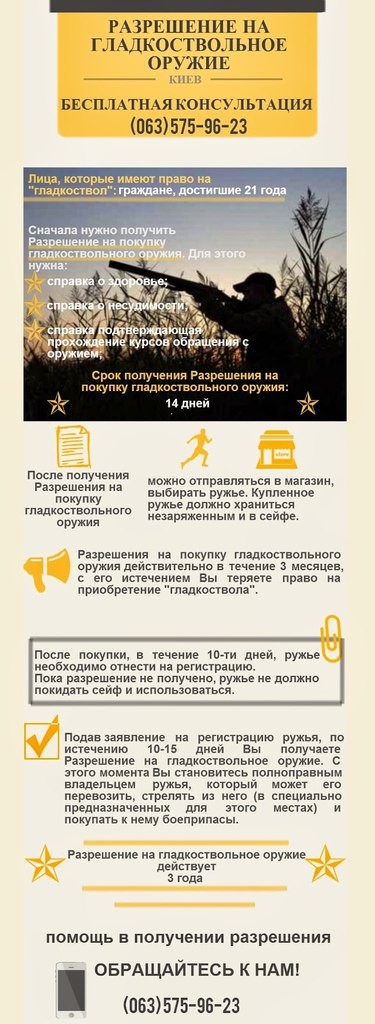 РАЗРЕШЕНИЕ НА
ГЛАДКОСТВОЛЬНОЕ
ОРУЖИЕ
КИЕВ
БЕСПЛАТНАЯ КОНСУЛЬТАЦИЯ
(063)575-96-23
Лица, которые имеют право на
"гладкоствол": граждане, достигшие 21 года
Сначала нужно получить
Разрешение на покупку
гладкоствольного оружия. Для этого
нужна:
справка о здоровье;
справка о несудимости;
справка подтверждающая
прохождение курсов обращения с
оружием;
Срок получения Разрешения на
покупку гладкоствольного оружия:
14 дней
После получения
Разрешения на
покупку
гладкоствольного
оружия
можно отправляться в магазин,
выбирать ружье. Купленное
ружье должно храниться
незаряженным и в сейфе.
Разрешения на покупку гладкоствольного
оружия действительно в течение 3 месяцев,
с его истечением Вы теряете право на
приобретение "гладкоствола".
После покупки, в течение 10-ти дней, ружье
необходимо отнести на регистрацию.
Пока разрешение не получено, ружье не должно
покидать сейф и использоваться.
Подав заявление на регистрацию ружья, по
истечению 10-15 дней Вы получаете
Разрешение на гладкоствольное оружие. С
этого момента Вы становитесь полноправным
владельцем ружья, который может его
перевозить, стрелять из него (в специально
предназначенных для этого местах) и
покупать к нему боеприпасы.
Разрешение на гладкоствольное оружие
действует
3 года
помощь в получении разрешения
ОБРАЩАЙТЕСЬ К НАМ!
(063)575-96-23